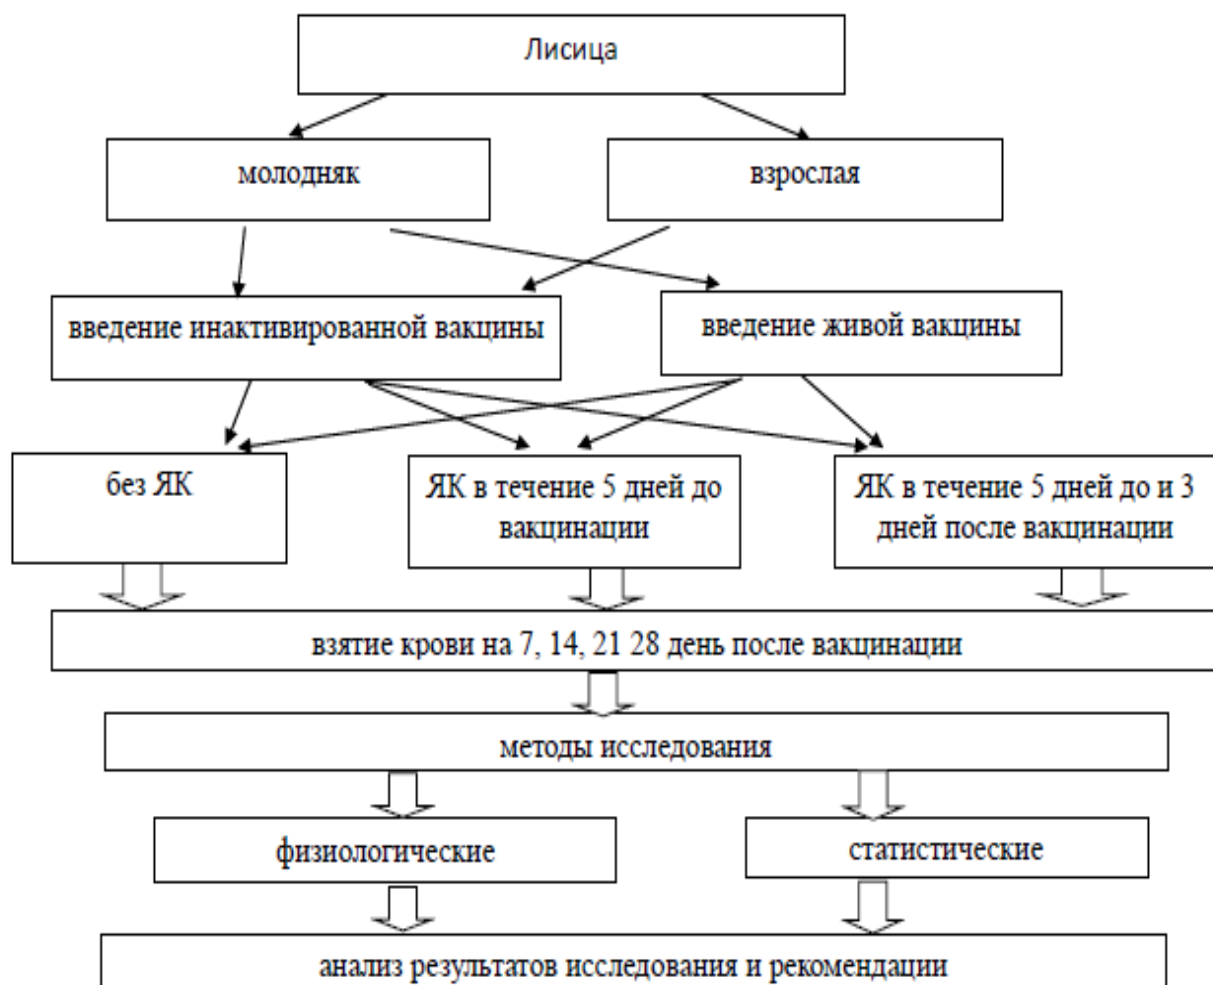 Лисица
молодняк
взрослая
введение инактивированной вакцины
введение живой вакцины
без ЯК
ЯК в течение 5 дней до
вакцинации
ЯК в течение 5 дней до и 3
дней после вакцинации
взятие крови на 7, 14, 21 28 день после вакцинации
методы исследования
физиологические
статистические
анализ результатов исследования и рекомендации